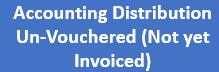 Accounting Distribution
Un-Vouchered (Not yet
Invoiced)